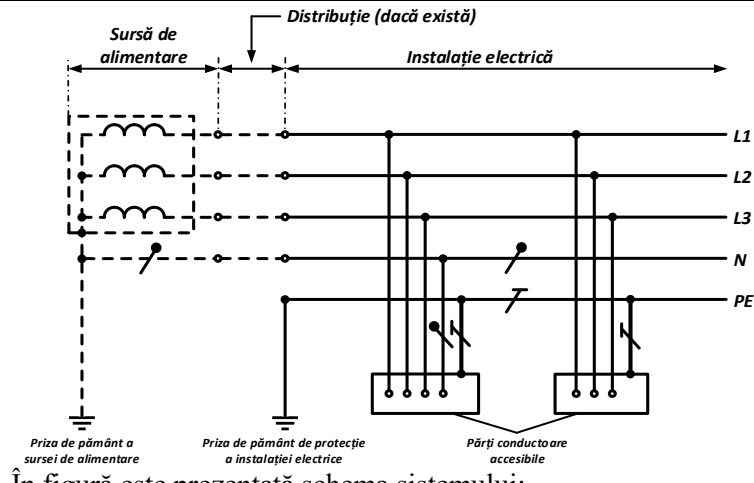 Distribuție (dacă există)
Sursă de
alimentare
Instalație electrică
L1
L2
L3
N
PE
Priza de pământ a
sursei de alimentare
Priza de pământ de protecție
a instalației electrice
Părți conductoare
accesibile
În figură este prezentată schema sistemului: